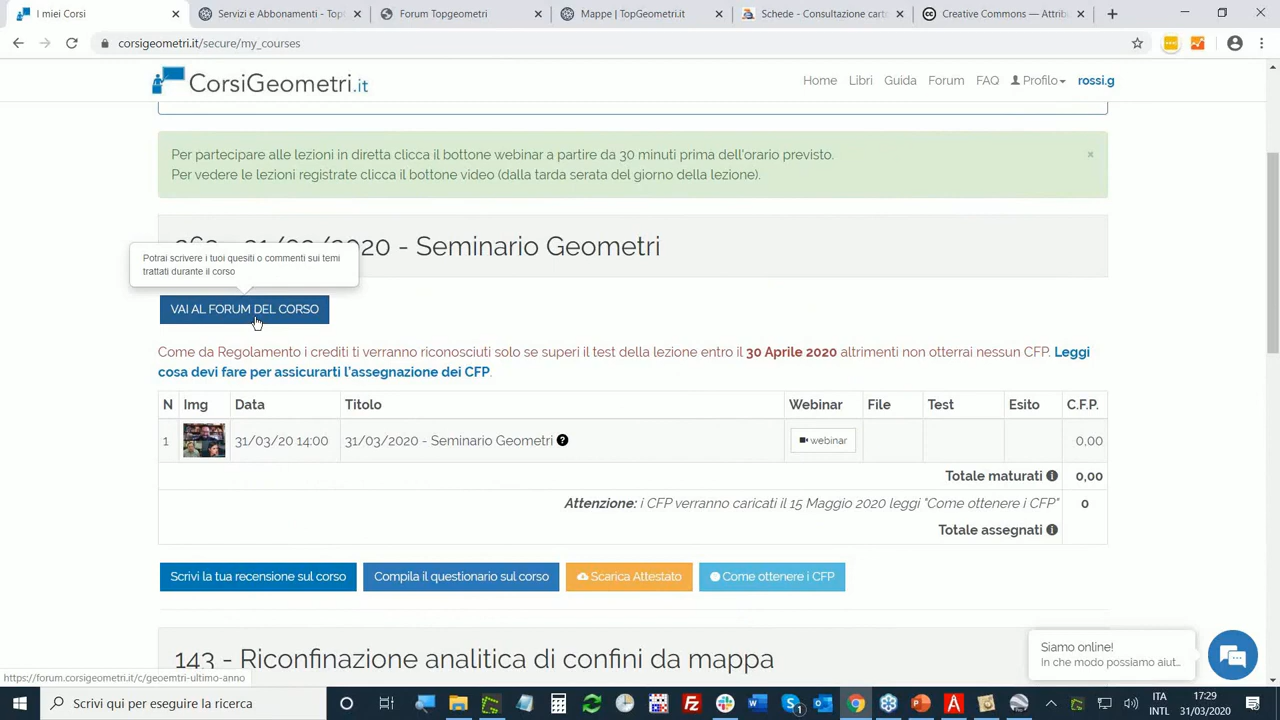 I miei Corsi
Servizi e Abbonamenti - Top
Forum Topgeometri
Mappe | TopGeometri.it
Schede - Consultazione carto
Creative Commons — Attrib
corsigeometri.it/secure/my_courses
CorsiGeometri.it
Home Libri Guida Forum FAQ Profilo rossi.g
Per partecipare alle lezioni in diretta clicca il bottone webinar a partire da 30 minuti prima dell'orario previsto.
Per vedere le lezioni registrate clicca il bottone video (dalla tarda serata del giorno della lezione).
×
31/03/2020 - Seminario Geometri
Potrai scrivere i tuoi quesiti o commenti sui temi
trattati durante il corso
VAI AL FORUM DEL CORSO
Come da Regolamento i crediti ti verranno riconosciuti solo se superi il test della lezione entro il 30 Aprile 2020 altrimenti non otterrai nessun CFP. Leggi
cosa devi fare per assicurarti l'assegnazione dei CFP.
N Img Data Titolo Webinar File Test Esito C.F.P.
1 31/03/20 14:00 31/03/2020 - Seminario Geometri ? webinar 0,00
Totale maturati 0,00
Attenzione: i CFP verranno caricati il 15 Maggio 2020 leggi "Come ottenere i CFP" 0
Totale assegnati
Scrivi la tua recensione sul corso Compila il questionario sul corso Scarica Attestato Come ottenere i CFP
143 - Riconfinazione analitica di confini da mappa
Siamo online!
In che modo possiamo aiut...
https://forum.corsigeometri.it/c/geoemtri-ultimo-anno
Scrivi qui per eseguire la ricerca
ITA
INTL
17:29
31/03/2020